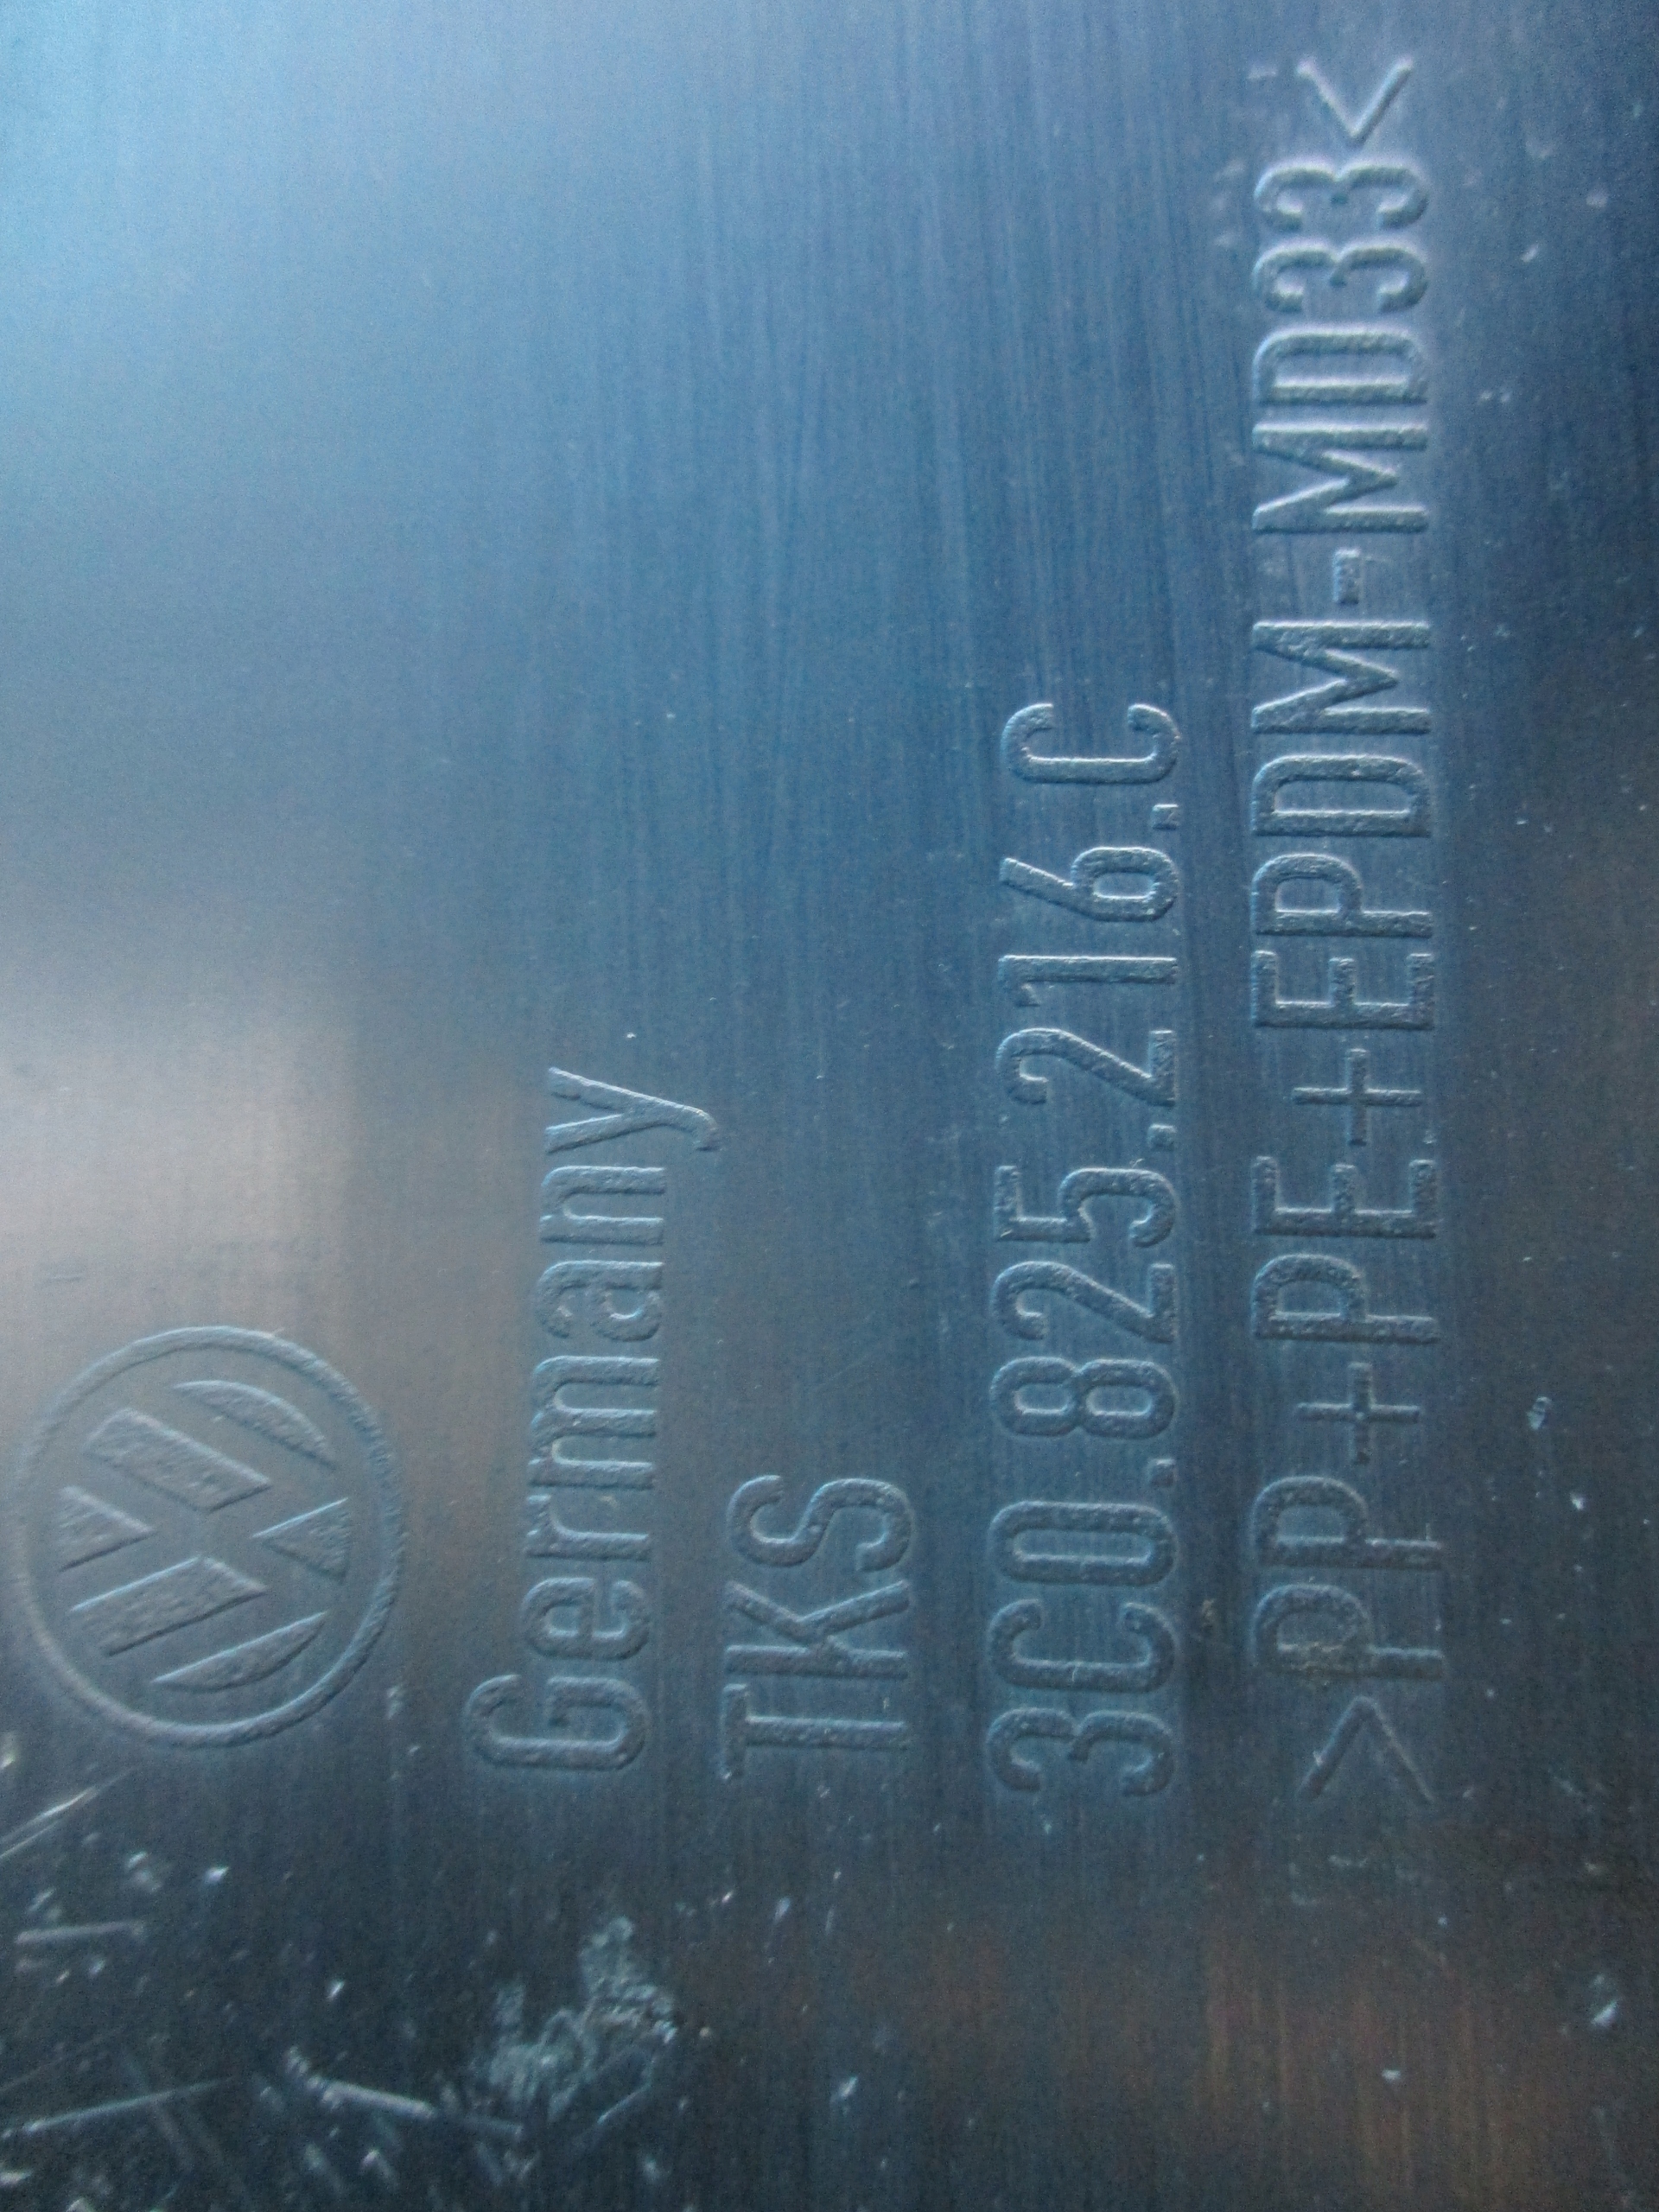 Germany
TKS
3C0.825.216.C
>PP+PE+EPDM-MD33<